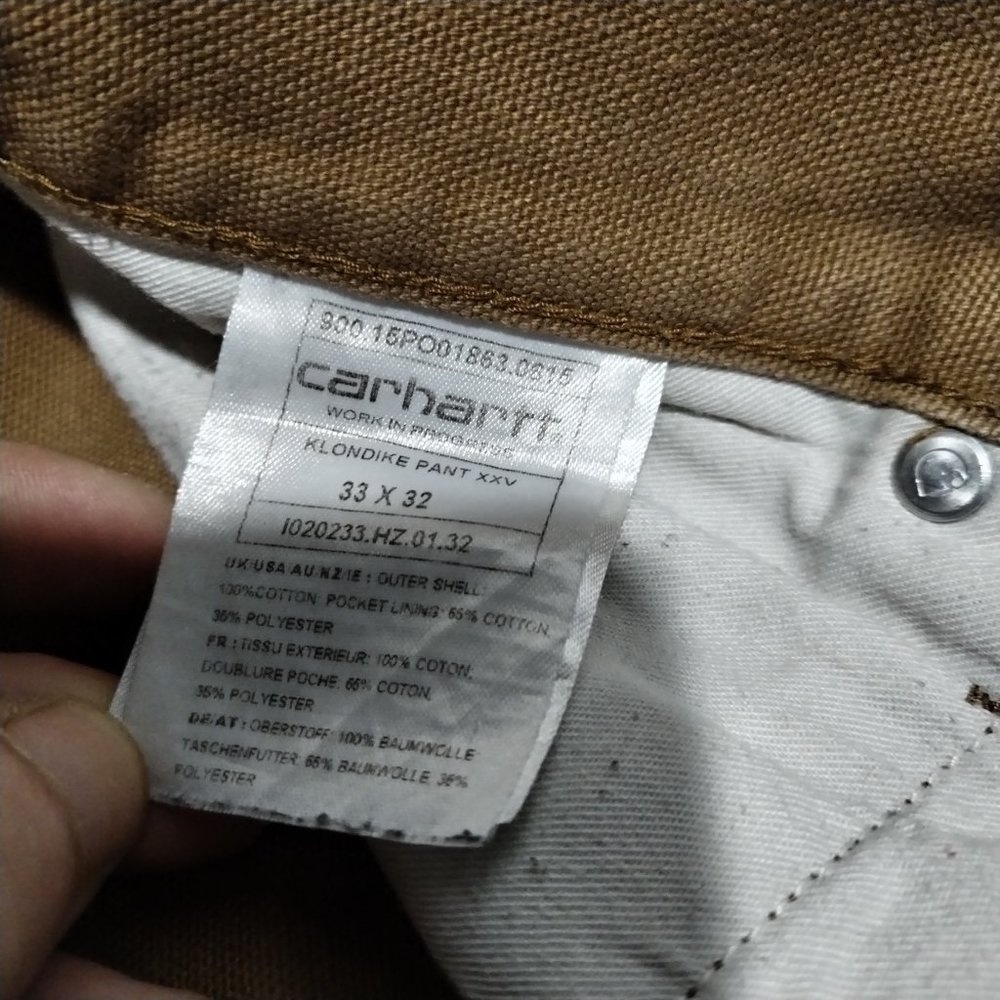 900 15PO01863.0615
carhartt
WORK IN PROGRESS
KLONDIKE PANT XXV
33 X 32
I020233.HZ.01.32
UK/USA AU/NZ/IE : OUTER SHELL:
100%COTTON; POCKET LINING: 65% COTTON,
35% POLYESTER
FR : TISSU EXTERIEUR: 100% COTON;
DOUBLURE POCHE: 65% COTON,
35% POLYESTER
DE/AT : OBERSTOFF: 100% BAUMWOLLE
TASCHENFUTTER: 65% BAUMWOLLE, 35%
POLYESTER